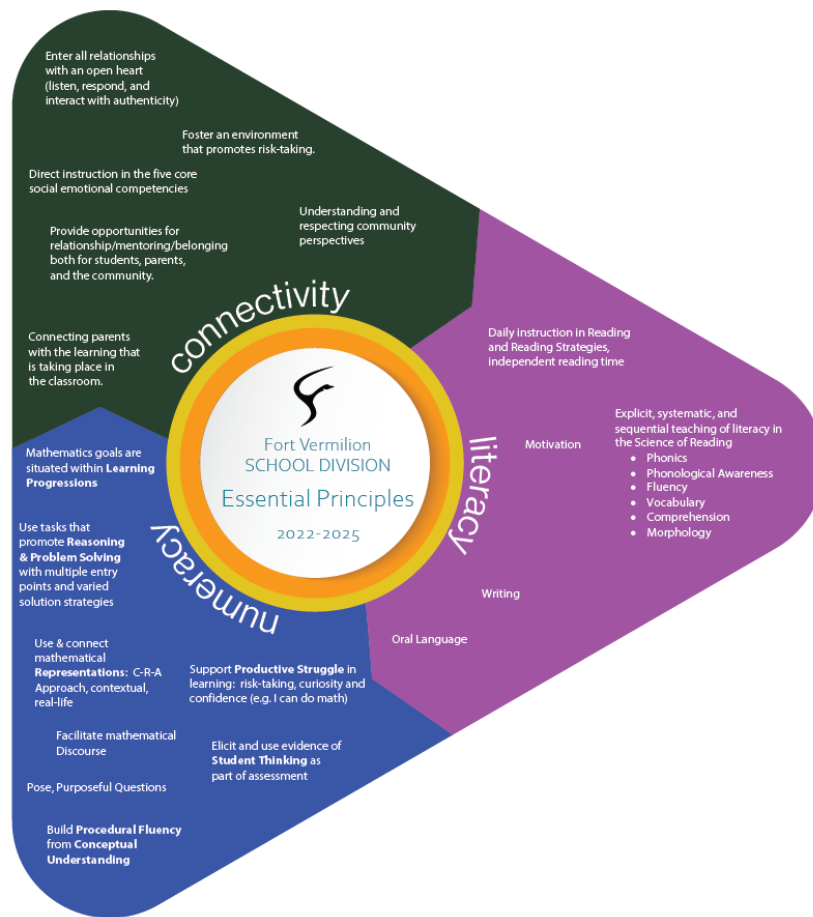 Enter all relationships
with an open heart
(listen, respond, and
interact with authenticity)
Foster an environment
that promotes risk-taking.
Direct instruction in the five core
social emotional competencies
Understanding and
respecting community
perspectives
Provide opportunities for
relationship/mentoring/belonging
both for students, parents,
and the community.
Connecting parents
with the learning that
is taking place in
the classroom.
connectivity
Fort Vermilion
SCHOOL DIVISION
Essential Principles
2022-2025
literacy
Daily instruction in Reading
and Reading Strategies,
independent reading time
Motivation
Explicit, systematic, and
sequential teaching of literacy in
the Science of Reading
• Phonics
• Phonological Awareness
• Fluency
• Vocabulary
• Comprehension
• Morphology
Writing
Oral Language
numeracy
Mathematics goals are
situated within Learning
Progressions
Use tasks that
promote Reasoning
& Problem Solving
with multiple entry
points and varied
solution strategies
Use & connect
mathematical
Representations: C-R-A
Approach, contextual,
real-life
Support Productive Struggle in
learning: risk-taking, curiosity and
confidence (e.g. I can do math)
Facilitate mathematical
Discourse
Elicit and use evidence of
Student Thinking as
part of assessment
Pose, Purposeful Questions
Build Procedural Fluency
from Conceptual
Understanding